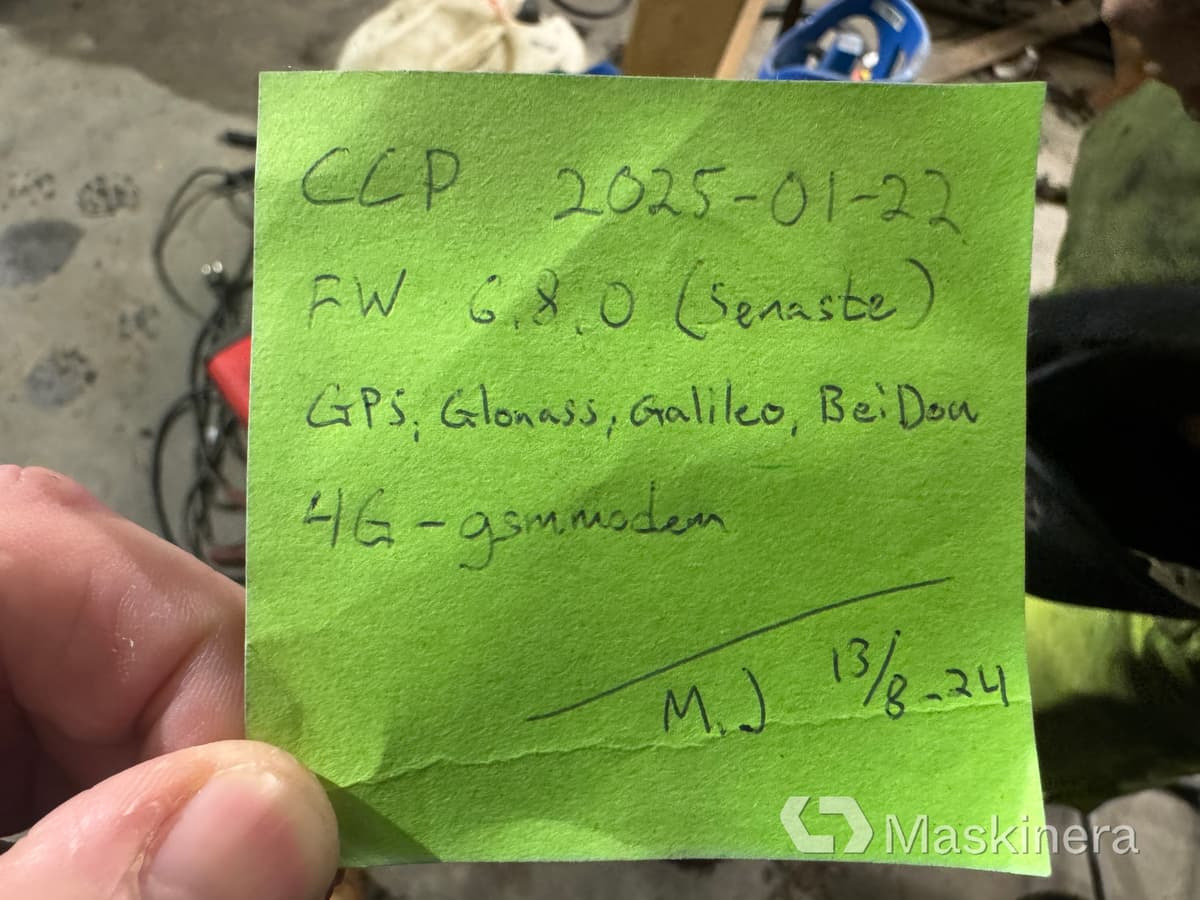 CCP 2025-01-22
FW 6.8.0 (Senaste)
GPS, Glonass, Galileo, BeiDou
4G-gsmmodem
M.J 13/8-24
Maskinera